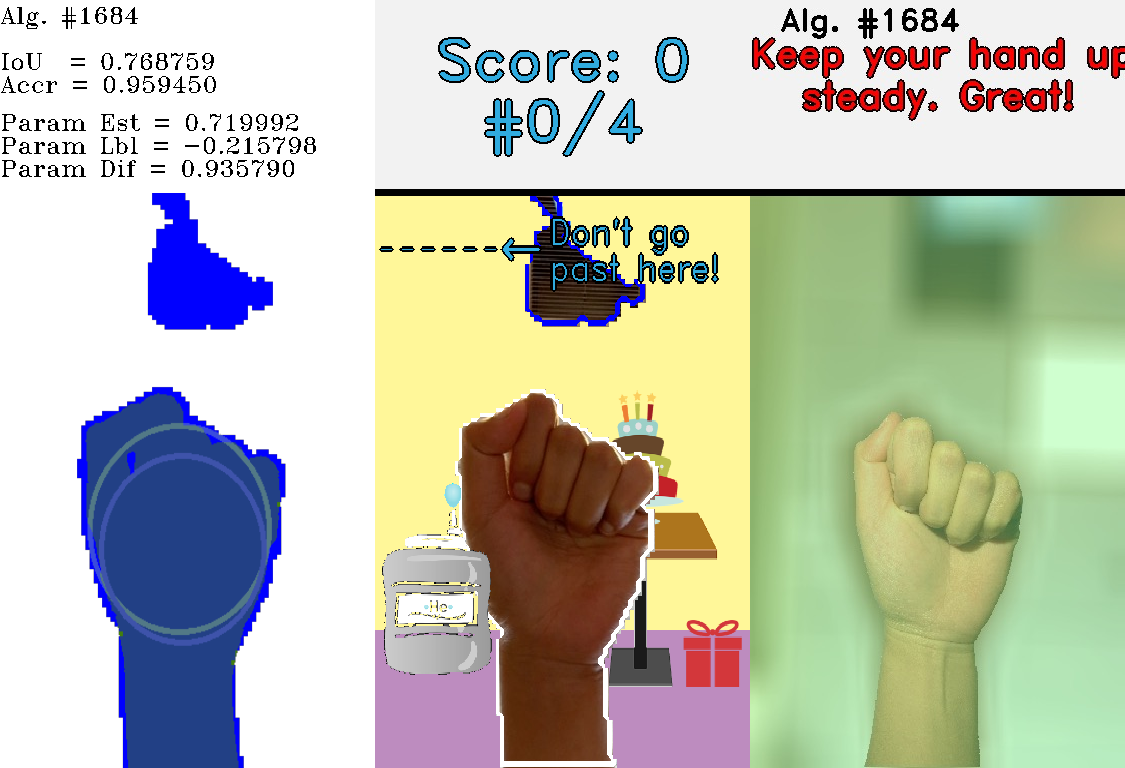 Alg. #1684
IoU = 0.768759
Accr = 0.959450
Param Est = 0.719992
Param Lbl = −0.215798
Param Dif = 0.935790
Score: 0
#0/4
Alg. #1684
Keep your hand up
steady. Great!
Don't go
past here!